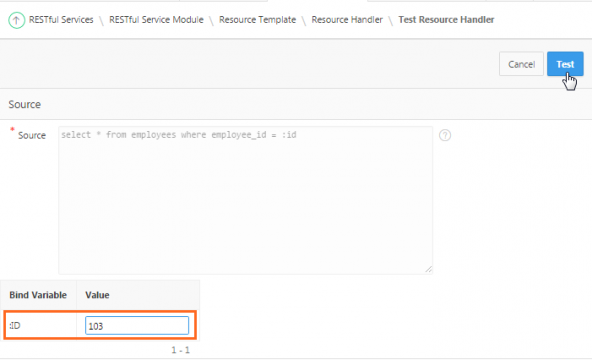 RESTful Services \ RESTful Service Module \ Resource Template \ Resource Handler \ Test Resource Handler
Cancel Test
Source
* Source select * from employees where employee_id = :id ?
Bind Variable Value
:ID 103
1 - 1